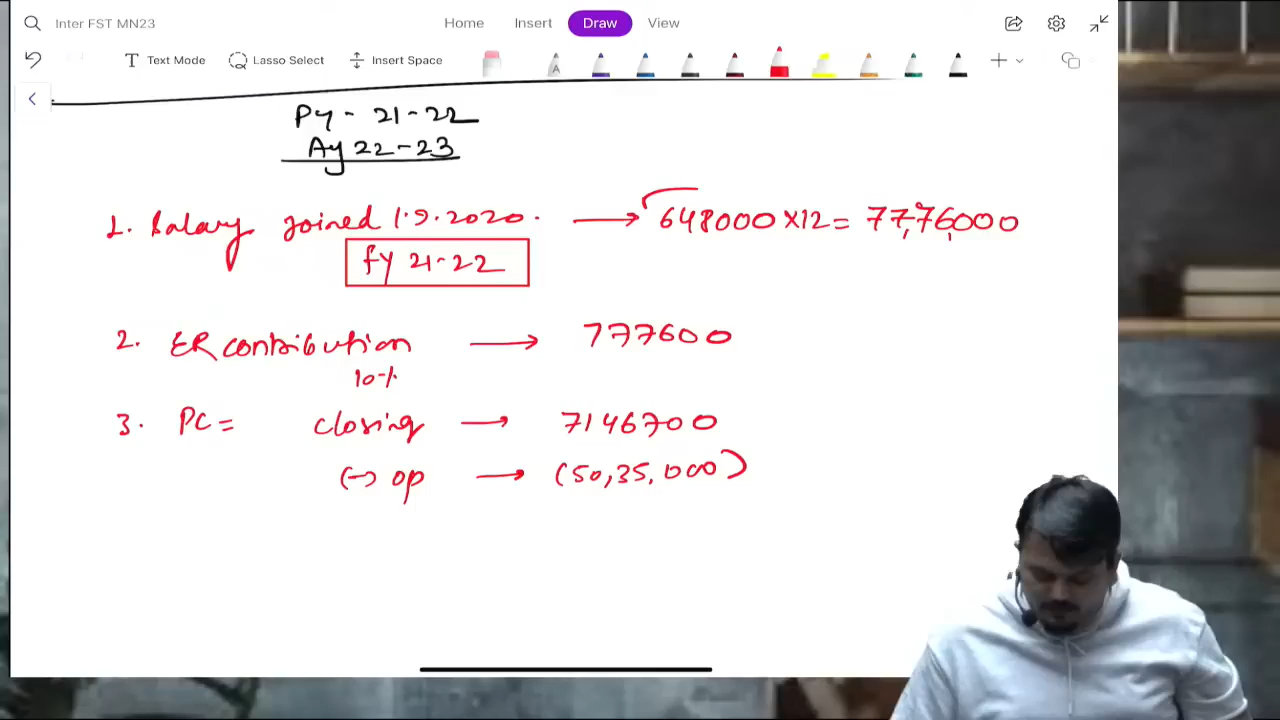 Inter FST MN23
Home Insert Draw View
T Text Mode Lasso Select Insert Space
A
Py - 21-22
Ay 22-23
1. Salary joined 1.9.2020. → 648000 X12 = 77,76,000
fy 21-22
2. ER contribution → 777600
10%
3. PC = closing → 7146700
(-) op → (50,35,000)